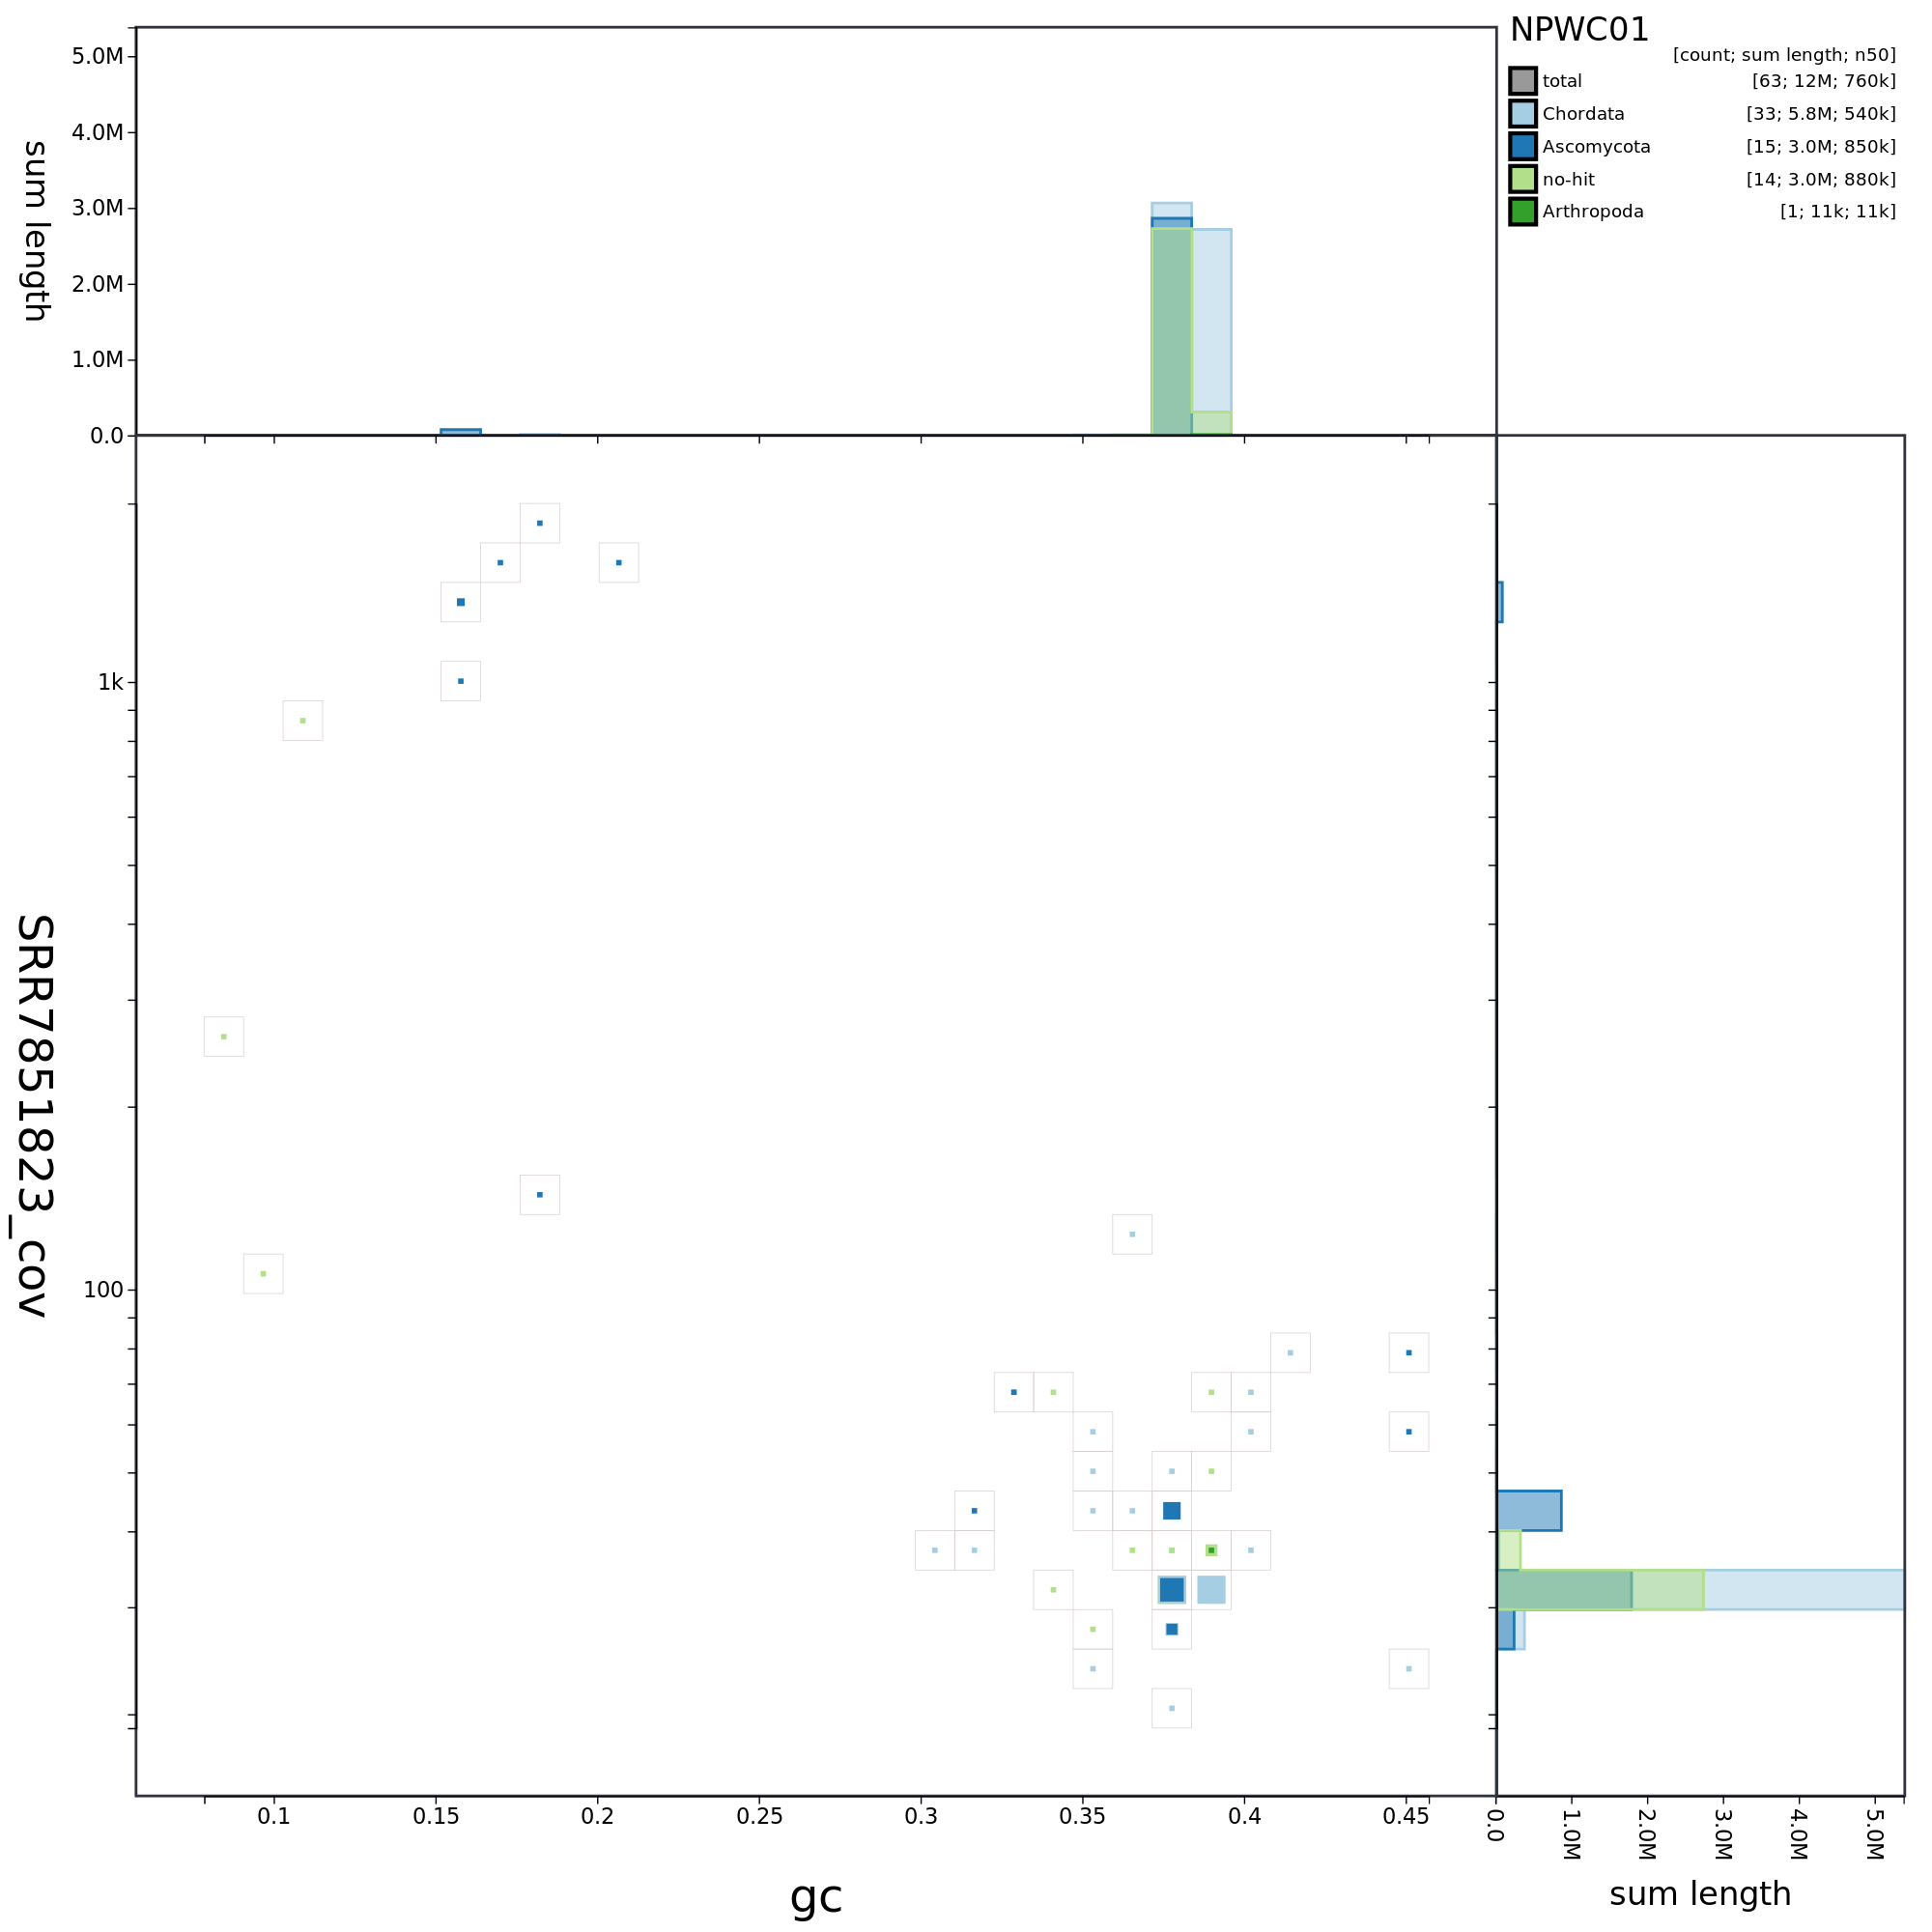 NPWC01
[count; sum length; n50]
total [63; 12M; 760k]
Chordata [33; 5.8M; 540k]
Ascomycota [15; 3.0M; 850k]
no-hit [14; 3.0M; 880k]
Arthropoda [1; 11k; 11k]
sum length
5.0M
4.0M
3.0M
2.0M
1.0M
0.0
SRR7851823_cov
1k
100
0.1 0.15 0.2 0.25 0.3 0.35 0.4 0.45
gc
0.0 1.0M 2.0M 3.0M 4.0M 5.0M
sum length